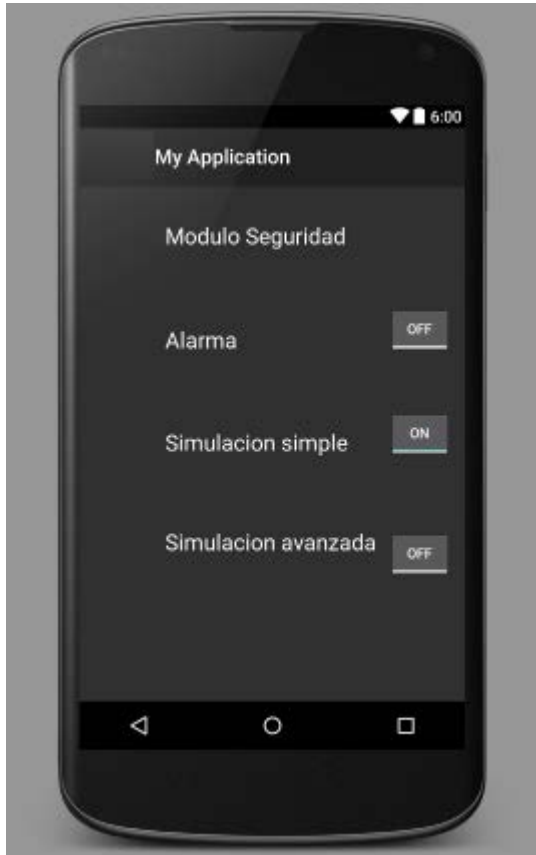 6:00
My Application
Modulo Seguridad
Alarma OFF
Simulacion simple ON
Simulacion avanzada OFF